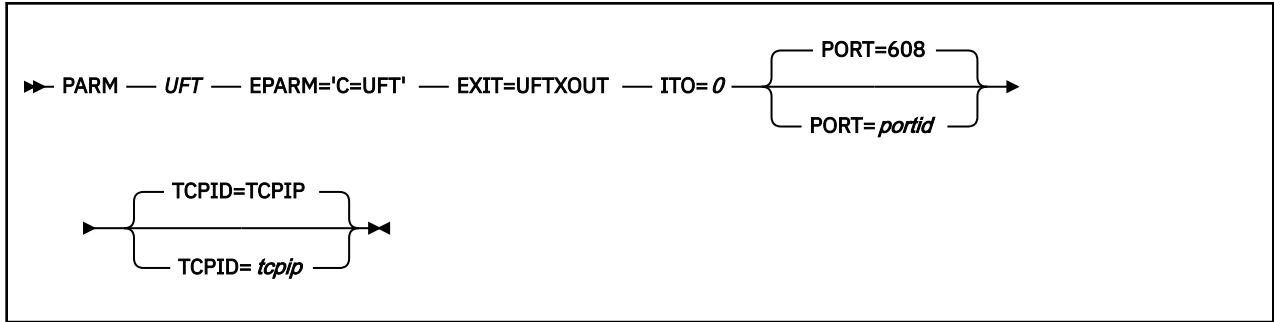 PORT=608
PARM UFT EPARM='C=UFT' EXIT=UFTXOUT ITO=0
PORT=portid
TCPID=TCPIP
TCPID=tcpip